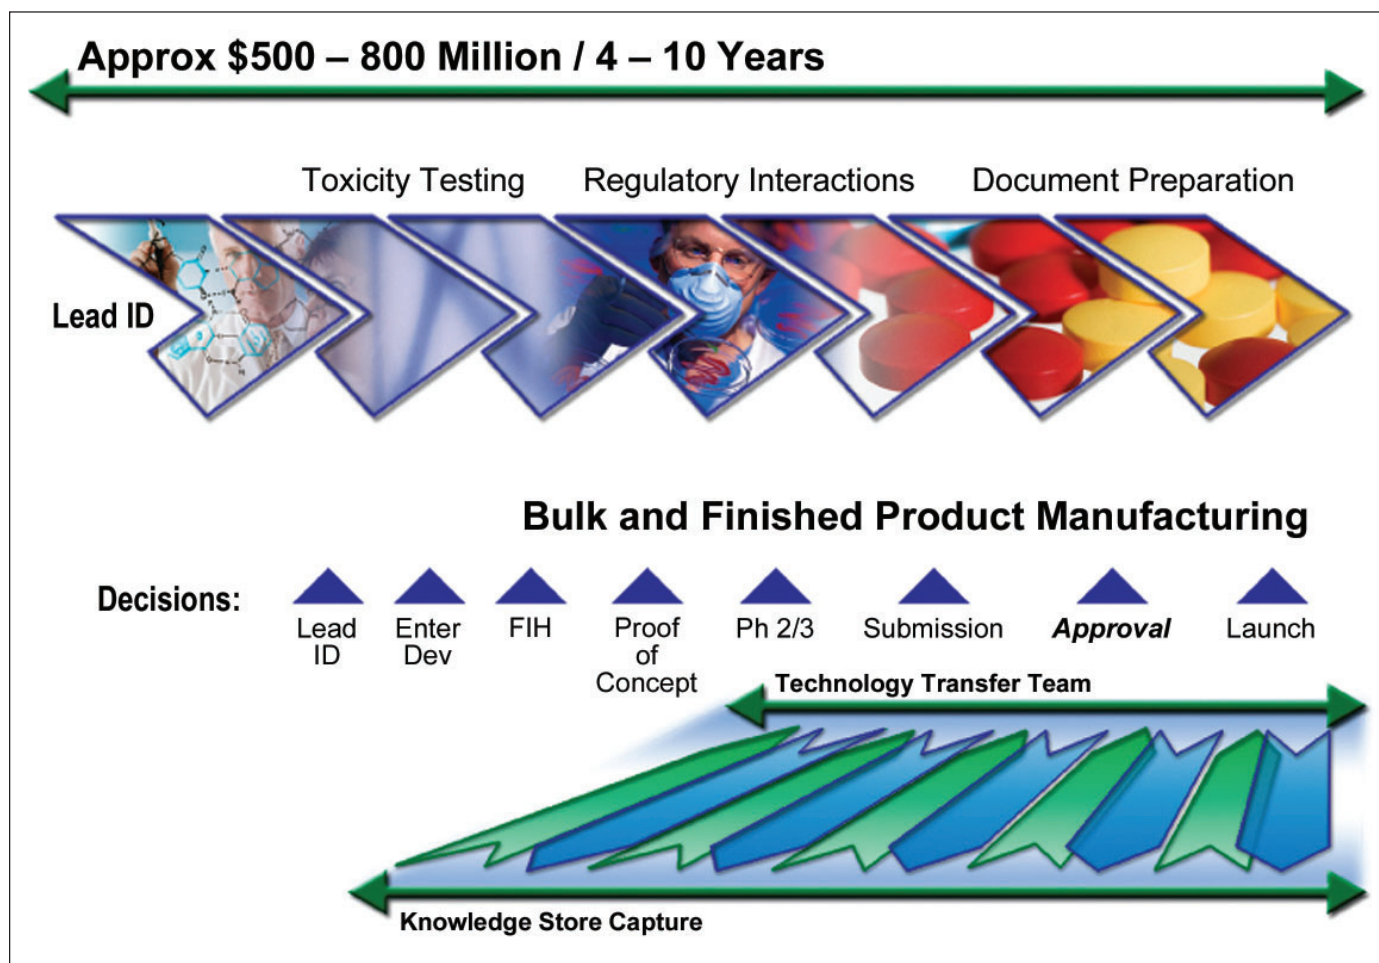 Approx $500 – 800 Million / 4 – 10 Years
Toxicity Testing
Regulatory Interactions
Document Preparation
Lead ID
Bulk and Finished Product Manufacturing
Decisions:
Lead
ID
Enter
Dev
FIH
Proof
of
Concept
Ph 2/3
Submission
Approval
Launch
Technology Transfer Team
Knowledge Store Capture